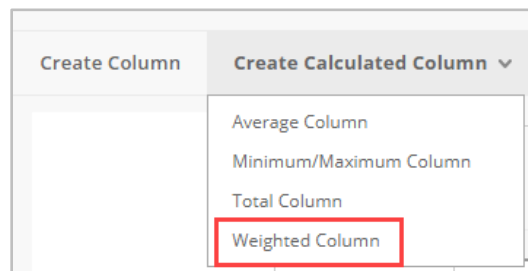 Create Column Create Calculated Column
Average Column
Minimum/Maximum Column
Total Column
Weighted Column